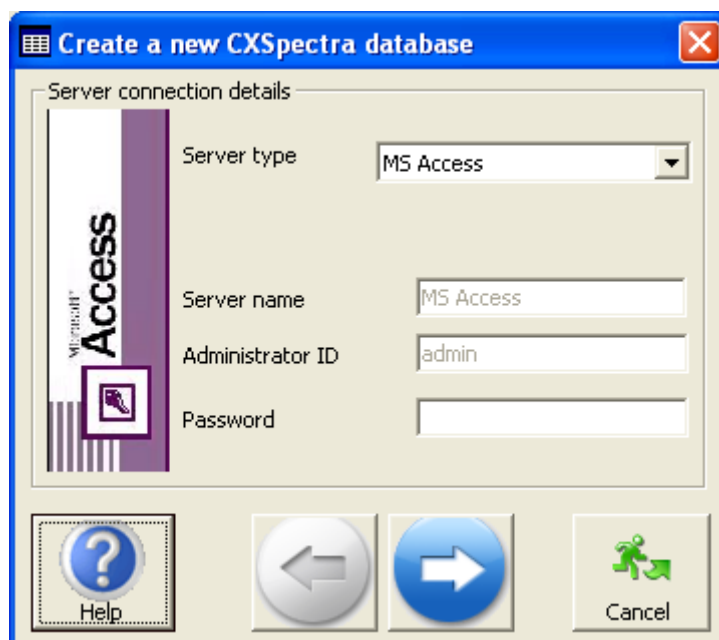 Create a new CXSpectra database
Server connection details
Server type
MS Access
Microsoft®
Access
Server name
MS Access
Administrator ID
admin
Password
Help
Cancel